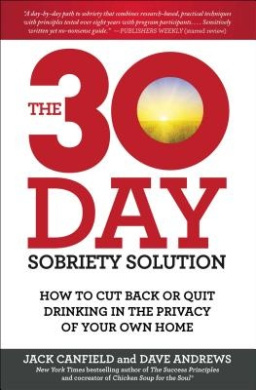 "A day-by-day path to sobriety that combines research-based, practical techniques
with principles tested over eight years with program participants. . . . Sensitively
written yet no-nonsense guide." —PUBLISHERS WEEKLY (starred review)
THE 30
DAY
SOBRIETY SOLUTION
HOW TO CUT BACK OR QUIT
DRINKING IN THE PRIVACY
OF YOUR OWN HOME
JACK CANFIELD and DAVE ANDREWS
New York Times bestselling author of The Success Principles
and cocreator of Chicken Soup for the Soul®